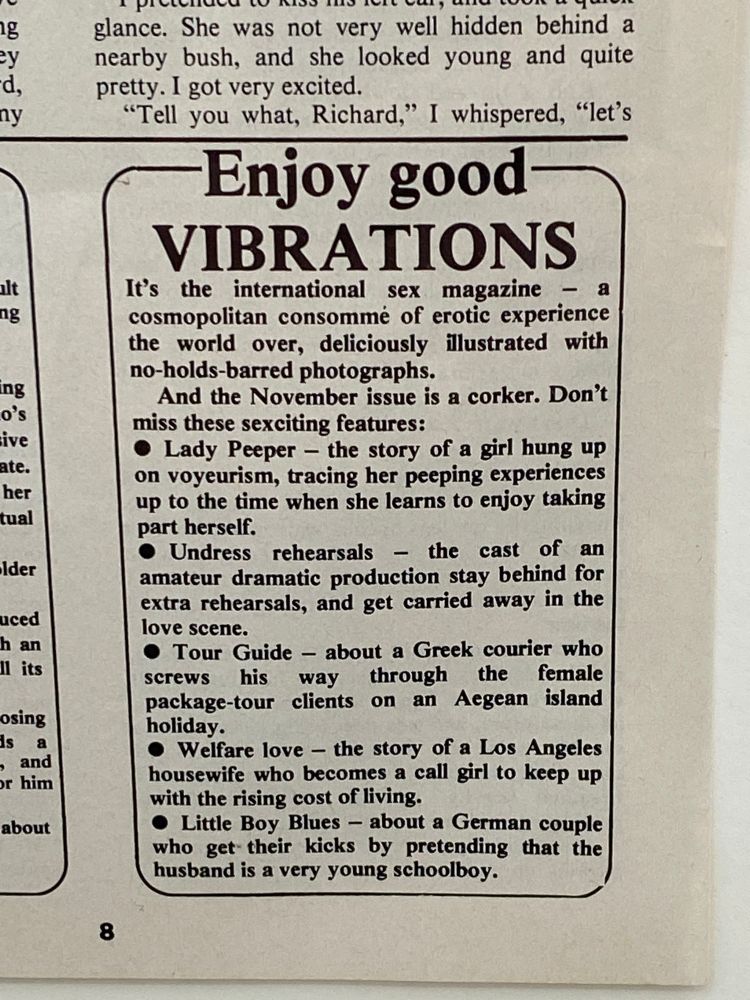 glance. She was not very well hidden behind a
nearby bush, and she looked young and quite
pretty. I got very excited.
“Tell you what, Richard,” I whispered, “let's
Enjoy good
VIBRATIONS
It's the international sex magazine – a
cosmopolitan consommé of erotic experience
the world over, deliciously illustrated with
no-holds-barred photographs.
And the November issue is a corker. Don't
miss these sexciting features:
● Lady Peeper – the story of a girl hung up
on voyeurism, tracing her peeping experiences
up to the time when she learns to enjoy taking
part herself.
● Undress rehearsals – the cast of an
amateur dramatic production stay behind for
extra rehearsals, and get carried away in the
love scene.
● Tour Guide – about a Greek courier who
screws his way through the female
package-tour clients on an Aegean island
holiday.
● Welfare love – the story of a Los Angeles
housewife who becomes a call girl to keep up
with the rising cost of living.
● Little Boy Blues – about a German couple
who get their kicks by pretending that the
husband is a very young schoolboy.
her
a
and
him
about
8